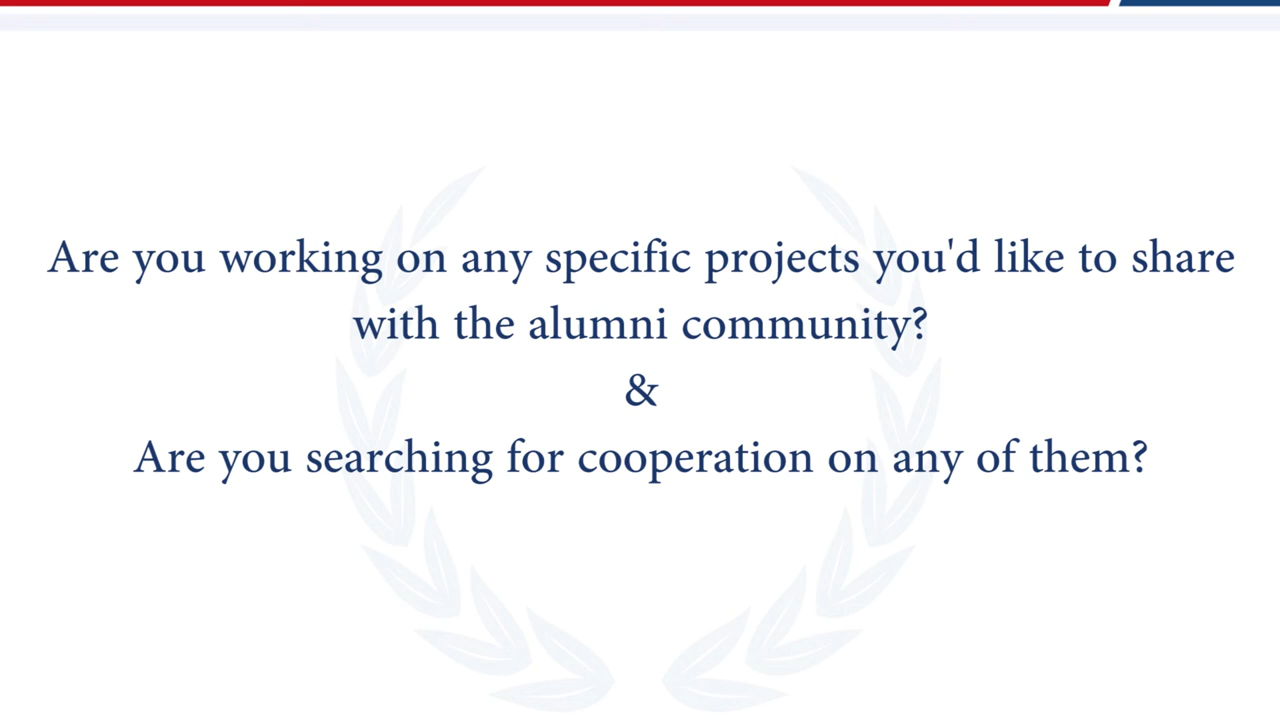 Are you working on any specific projects you'd like to share
with the alumni community?
&
Are you searching for cooperation on any of them?